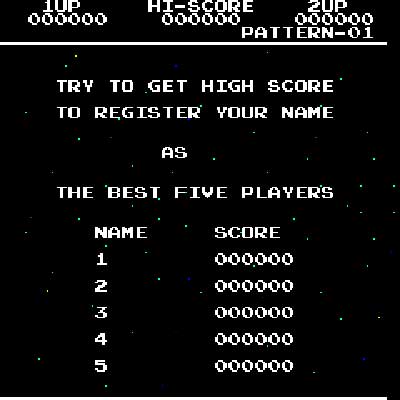 1UP HI-SCORE 2UP
000000 000000 000000
PATTERN-01
TRY TO GET HIGH SCORE
TO REGISTER YOUR NAME
AS
THE BEST FIVE PLAYERS
NAME SCORE
1 000000
2 000000
3 000000
4 000000
5 000000